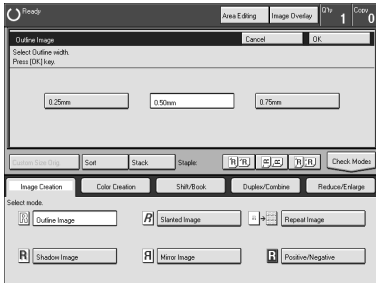 Ready
Area Editing
Image Overlay
Q'ty
1
Copy
0
Outline Image
Cancel
OK
Select Outline width.
Press [OK] key.
0.25mm
0.50mm
0.75mm
Custom Size Orig.
Sort
Stack
Staple:
Check Modes
Image Creation
Color Creation
Shift/Book
Duplex/Combine
Reduce/Enlarge
Select mode.
Outline Image
Slanted Image
Repeat Image
Shadow Image
Mirror Image
Positive/Negative